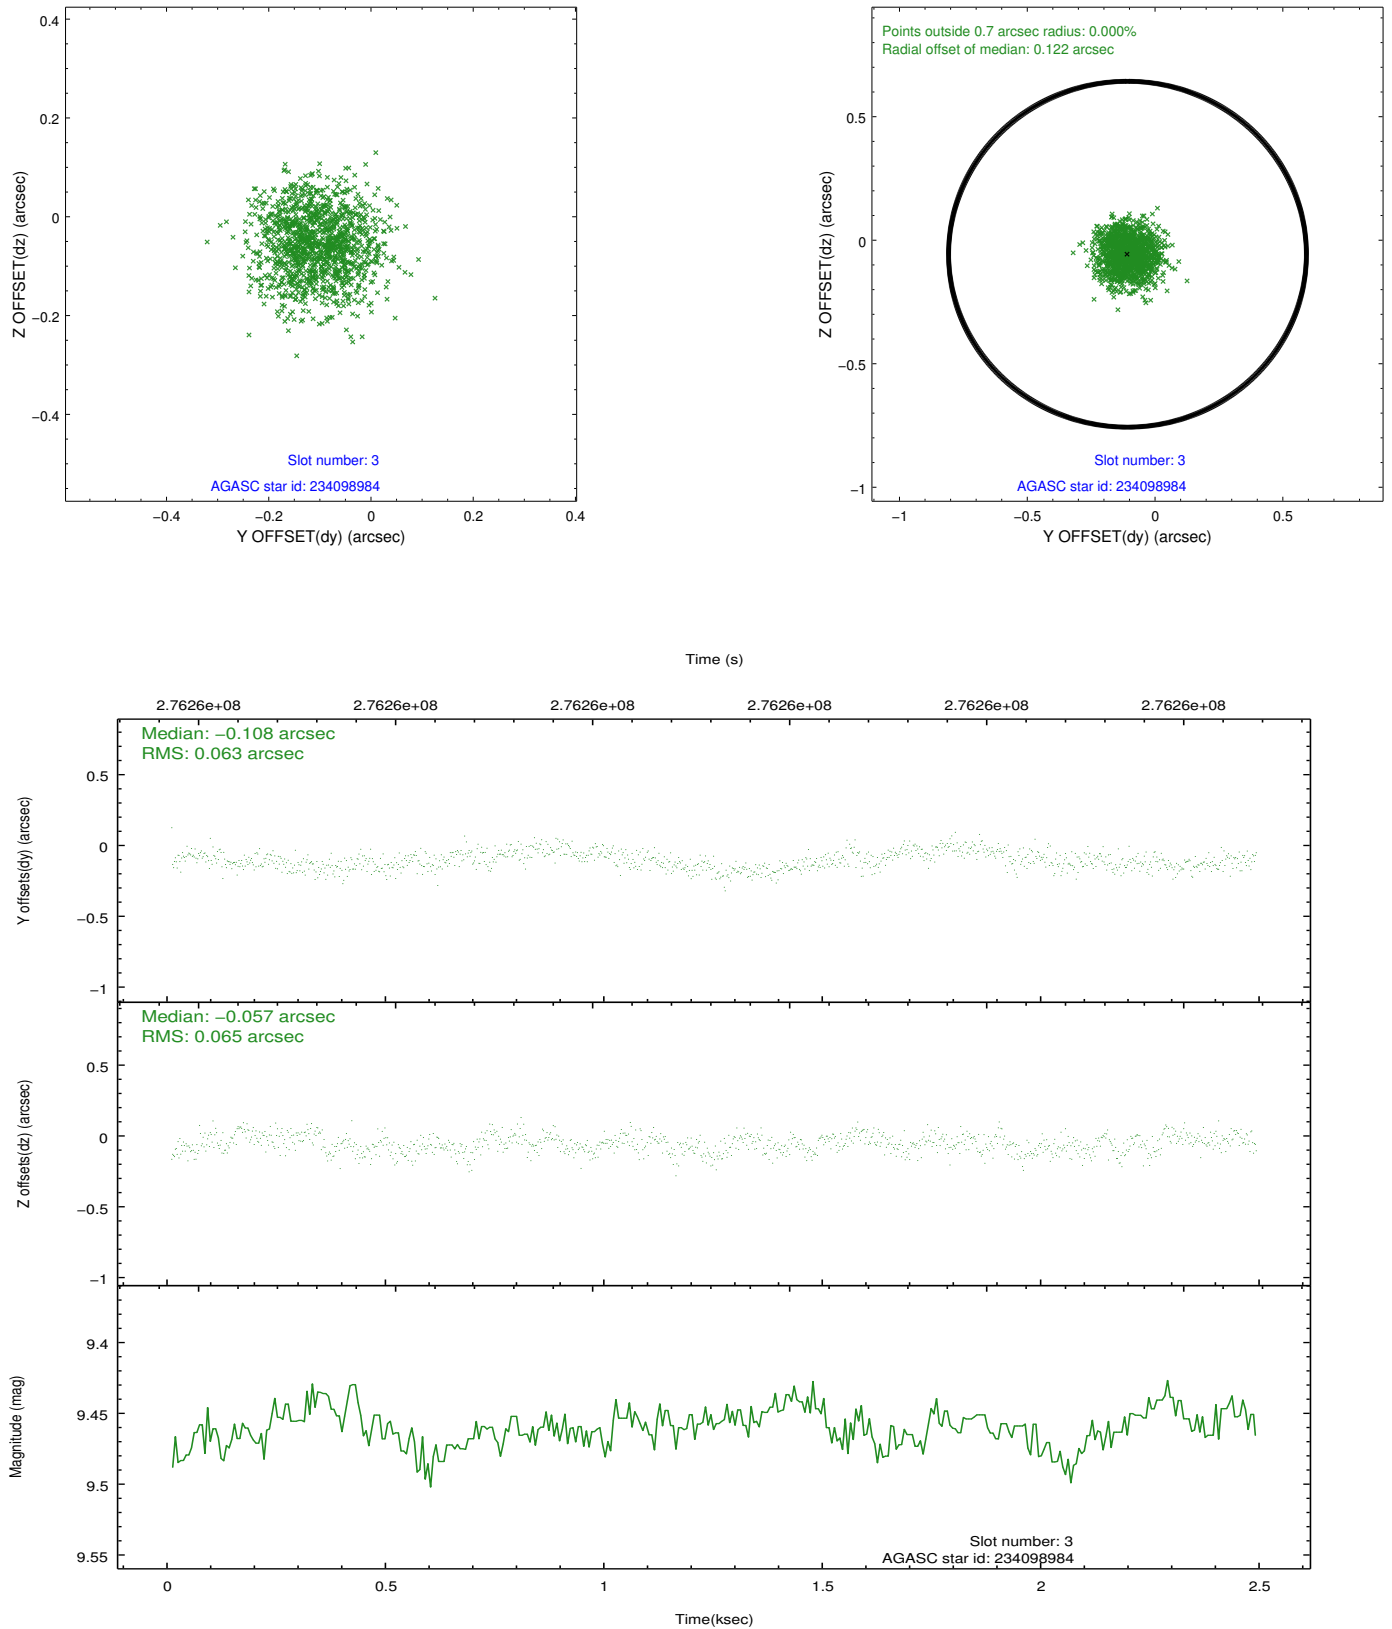 0.4
0.2
0
−0.2
−0.4
Z OFFSET(dz) (arcsec)
Slot number: 3
AGASC star id: 234098984
−0.4 −0.2 0 0.2 0.4
Y OFFSET(dy) (arcsec)
Points outside 0.7 arcsec radius: 0.000%
Radial offset of median: 0.122 arcsec
0.5
0
−0.5
−1
Z OFFSET(dz) (arcsec)
Slot number: 3
AGASC star id: 234098984
−1 −0.5 0 0.5
Y OFFSET(dy) (arcsec)
Time (s)
2.7626e+08 2.7626e+08 2.7626e+08 2.7626e+08 2.7626e+08 2.7626e+08
Median: −0.108 arcsec
RMS: 0.063 arcsec
0.5
0
−0.5
−1
Y offsets(dy) (arcsec)
Median: −0.057 arcsec
RMS: 0.065 arcsec
0.5
0
−0.5
−1
Z offsets(dz) (arcsec)
9.4
9.45
9.5
9.55
Magnitude (mag)
Slot number: 3
AGASC star id: 234098984
0 0.5 1 1.5 2 2.5
Time(ksec)